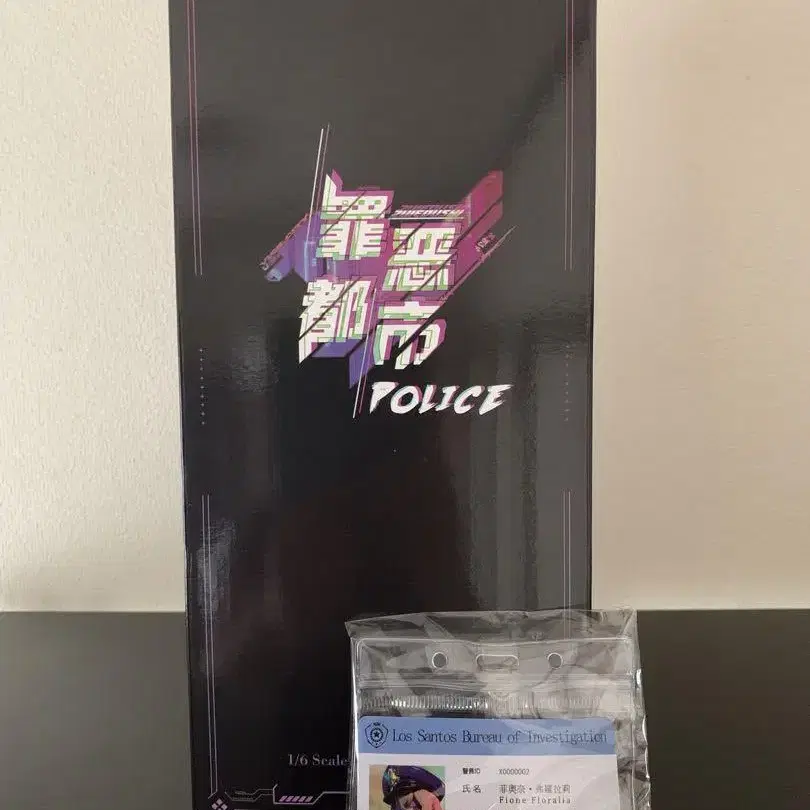 罪惡
都市
POLICE
1/6 Scale
Los Santos Bureau of Investigation
警務ID X0000002
氏名 菲奧奈・弗羅拉莉
Fione Floralia